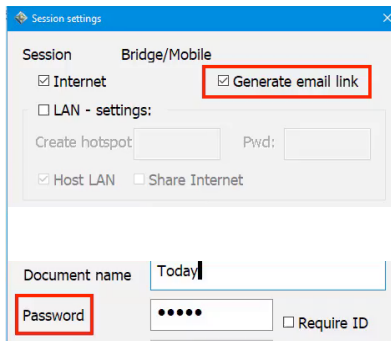 Session settings
Session Bridge/Mobile
Internet Generate email link
LAN - settings:
Create hotspot Pwd:
Host LAN Share Internet
Document name Today
Password ••••• Require ID